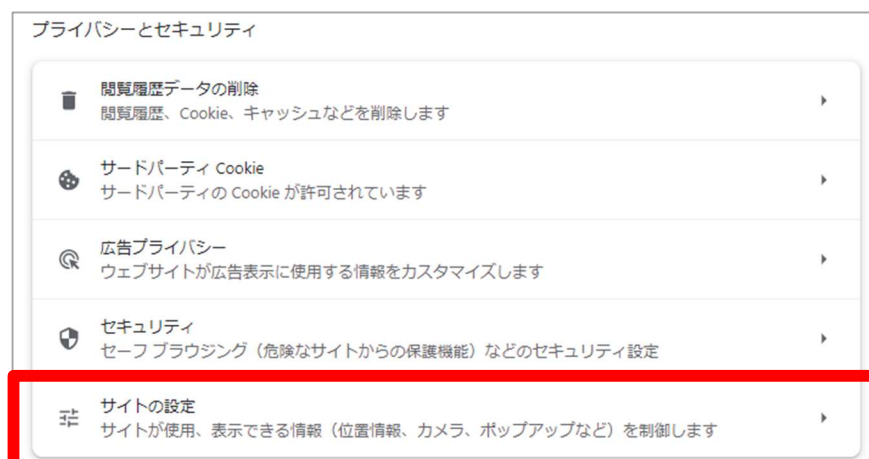 プライバシーとセキュリティ
閲覧履歴データの削除
閲覧履歴、Cookie、キャッシュなどを削除します
サードパーティ Cookie
サードパーティの Cookie が許可されています
広告プライバシー
ウェブサイトが広告表示に使用する情報をカスタマイズします
セキュリティ
セーフ ブラウジング（危険なサイトからの保護機能）などのセキュリティ設定
サイトの設定
サイトが使用、表示できる情報（位置情報、カメラ、ポップアップなど）を制御します